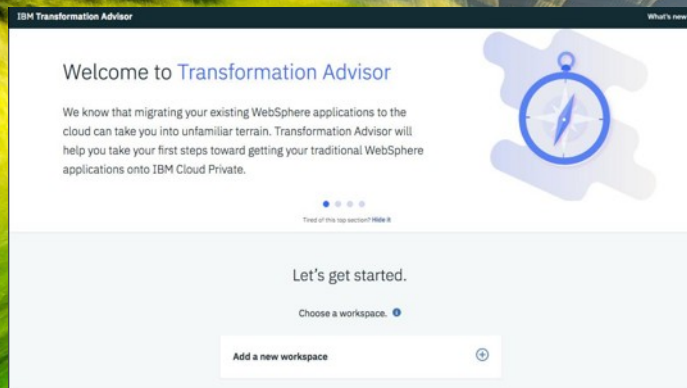 IBM Transformation Advisor
What's new
Welcome to Transformation Advisor
We know that migrating your existing WebSphere applications to the
cloud can take you into unfamiliar terrain. Transformation Advisor will
help you take your first steps toward getting your traditional WebSphere
applications onto IBM Cloud Private.
Tired of this top section? Hide it
Let's get started.
Choose a workspace.
Add a new workspace